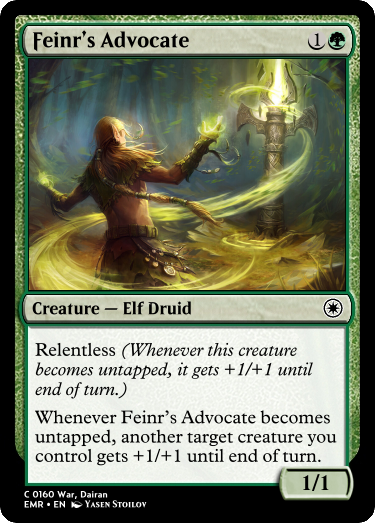 Feinr's Advocate 1
Creature — Elf Druid
Relentless (Whenever this creature
becomes untapped, it gets +1/+1 until
end of turn.)
Whenever Feinr's Advocate becomes
untapped, another target creature you
control gets +1/+1 until end of turn.
1/1
C 0160 War, Dairan
EMR • EN Yasen Stoilov